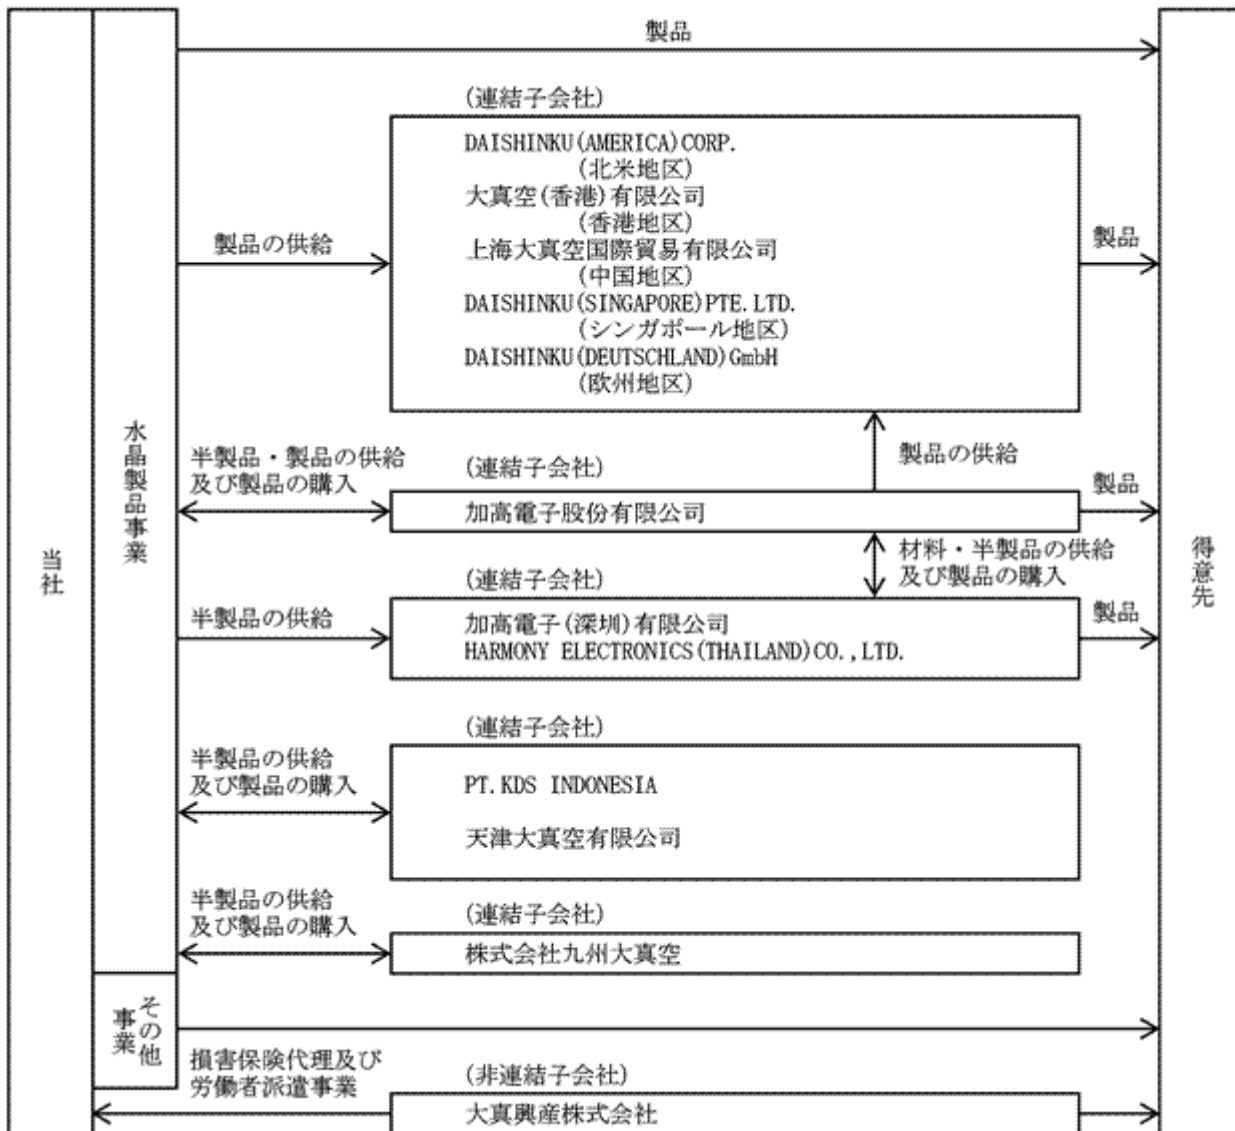 製品
(連結子会社)
DAISHINKU(AMERICA)CORP.
(北米地区)
大真空(香港)有限公司
(香港地区)
上海大真空国際貿易有限公司
(中国地区)
DAISHINKU(SINGAPORE)PTE.LTD.
(シンガポール地区)
DAISHINKU(DEUTSCHLAND)GmbH
(欧州地区)
製品の供給
製品
当社
水晶製品事業
得意先
半製品・製品の供給
及び製品の購入
(連結子会社)
製品の供給
加高電子股份有限公司
製品
材料・半製品の供給
及び製品の購入
(連結子会社)
半製品の供給
加高電子(深圳)有限公司
HARMONY ELECTRONICS(THAILAND)CO.,LTD.
製品
(連結子会社)
半製品の供給
及び製品の購入
PT.KDS INDONESIA
天津大真空有限公司
半製品の供給
及び製品の購入
(連結子会社)
株式会社九州大真空
その他
事業
損害保険代理及び
労働者派遣事業
(非連結子会社)
大真興産株式会社